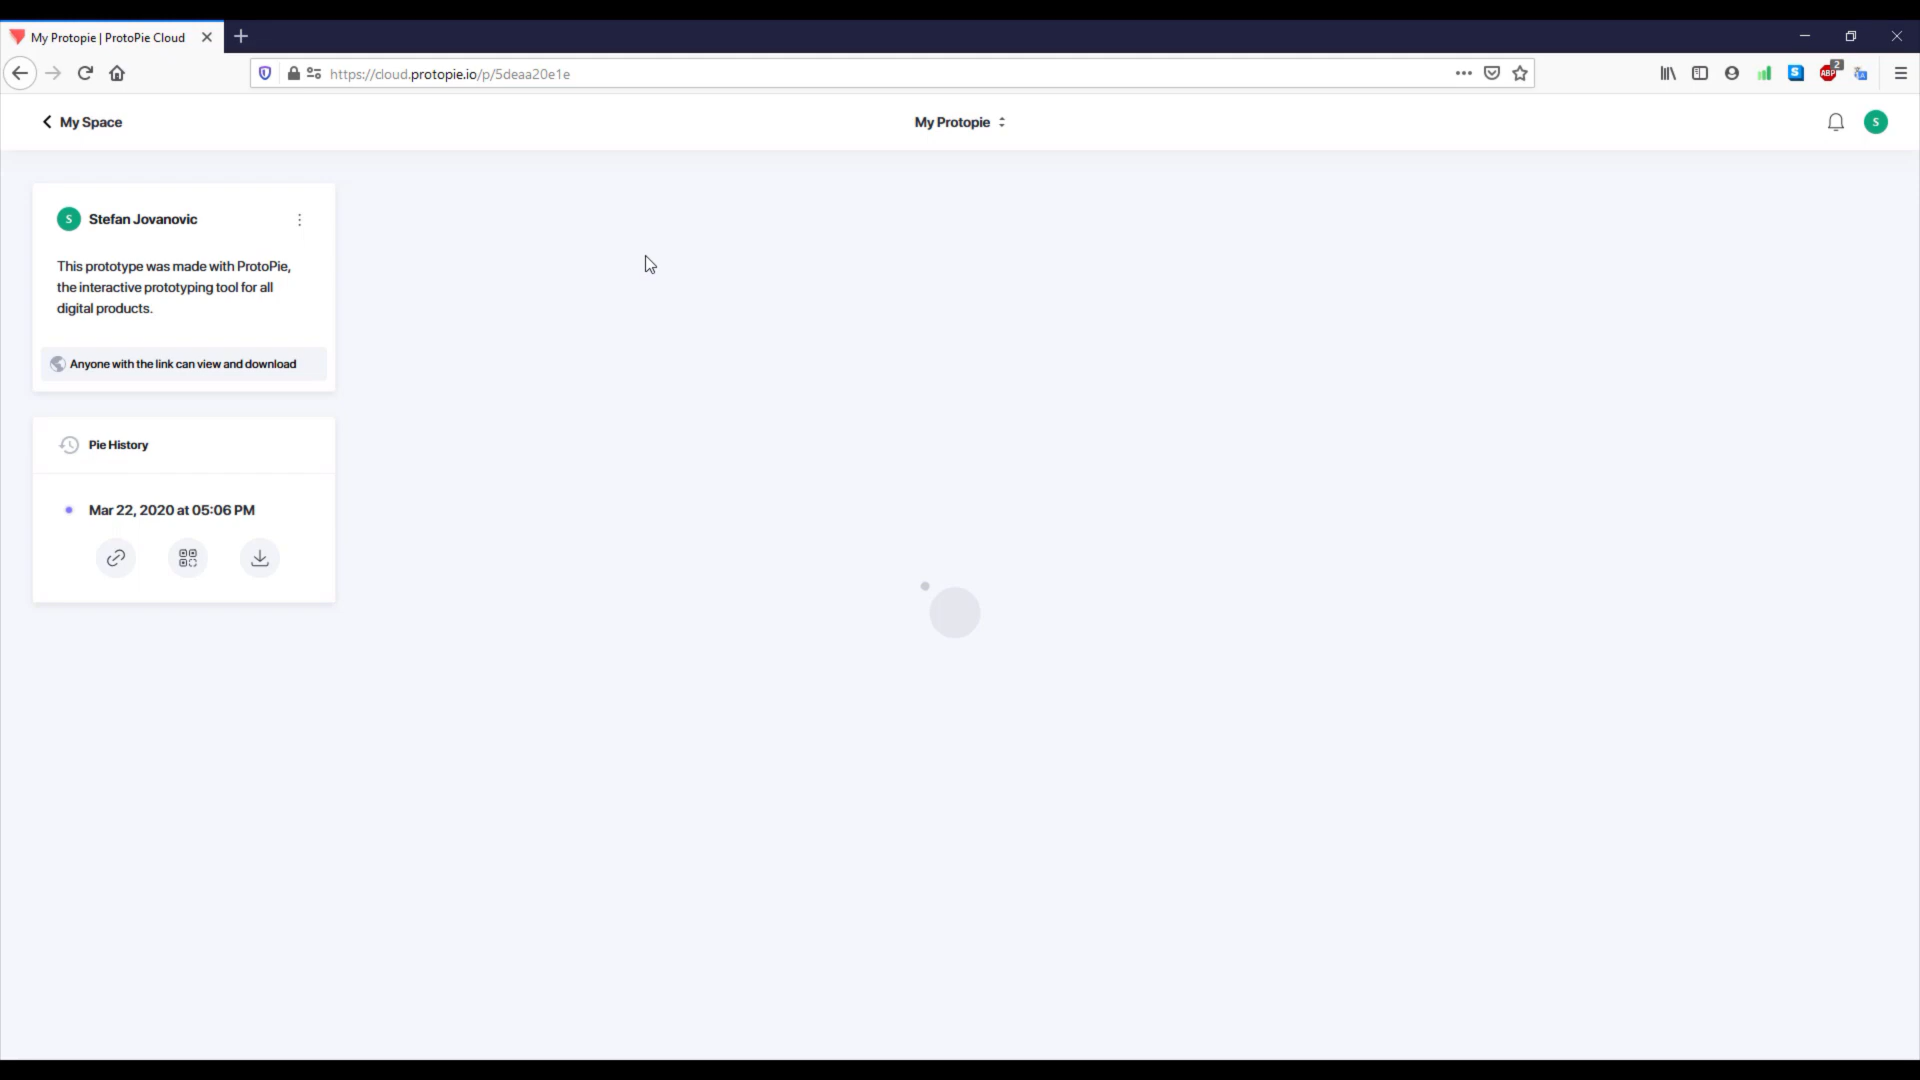 My Protopie | ProtoPie Cloud
https://cloud.protopie.io/p/5deaa20e1e
S
ABP
2
My Space
My Protopie
S
S
Stefan Jovanovic
This prototype was made with ProtoPie,
the interactive prototyping tool for all
digital products.
Anyone with the link can view and download
Pie History
Mar 22, 2020 at 05:06 PM